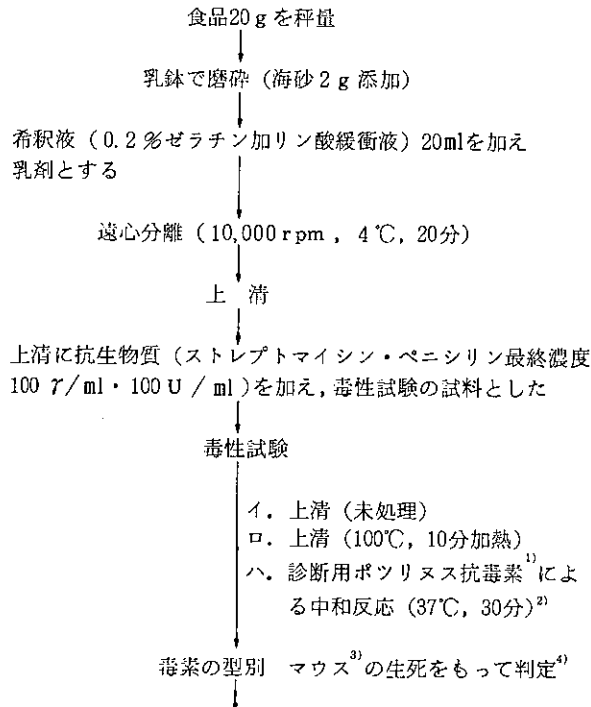 食品20gを秤量
乳鉢で磨砕(海砂2g添加)
希釈液(0.2%ゼラチン加リン酸緩衝液)20mlを加え
乳剤とする
遠心分離(10,000rpm, 4℃, 20分)
上 清
上清に抗生物質(ストレプトマイシン・ペニシリン最終濃度
100 γ/ml・100U/ml)を加え,毒性試験の試料とした
毒性試験
イ. 上清(未処理)
ロ. 上清(100℃, 10分加熱)
ハ. 診断用ボツリヌス抗毒素1)によ
る中和反応(37℃, 30分)2)
毒素の型別 マウス3)の生死をもって判定4)